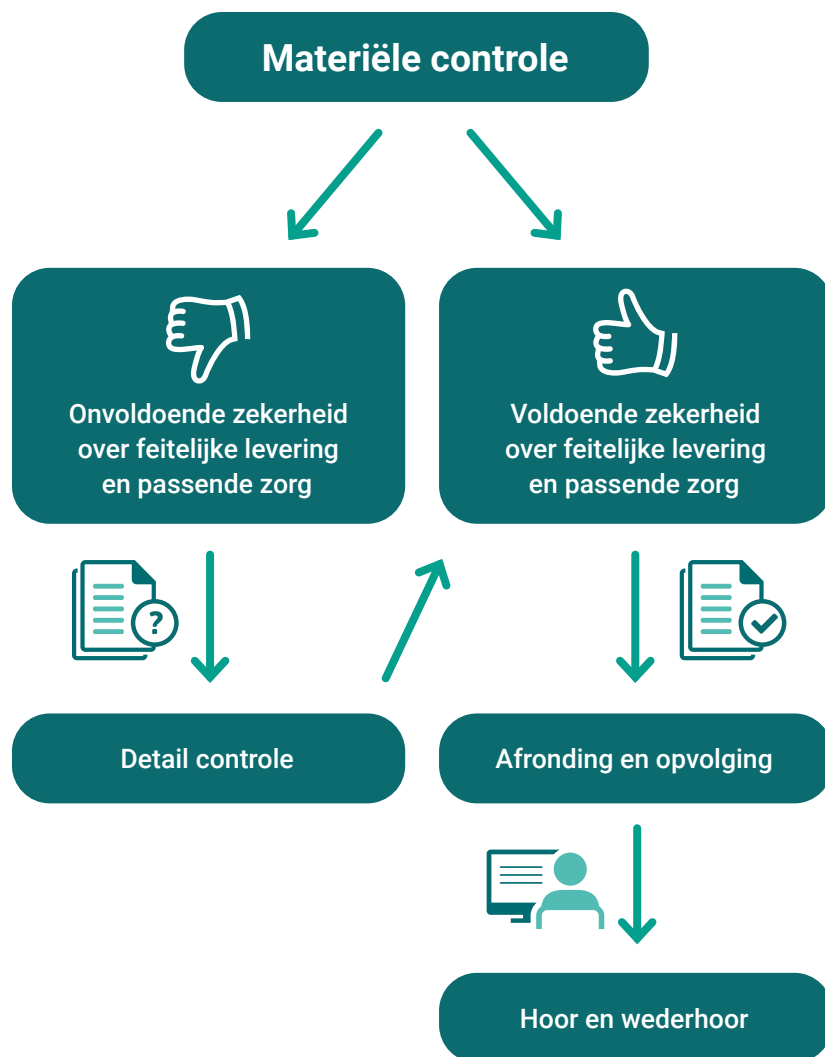 Materiële controle
Onvoldoende zekerheid
over feitelijke levering
en passende zorg
Voldoende zekerheid
over feitelijke levering
en passende zorg
?
Detail controle
Afronding en opvolging
Hoor en wederhoor